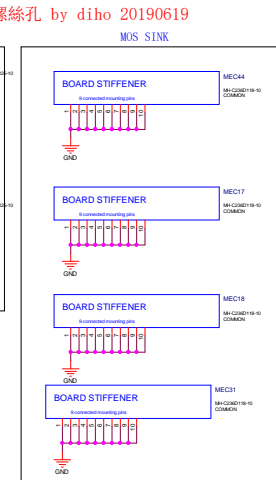 螺絲孔 by diho 20190619
MOS SINK
BOARD STIFFENER
9 connected mounting pins
1 2 3 4 5 6 7 8 9 10
GND
MEC44
MH-C236D118-10
COMMON
BOARD STIFFENER
9 connected mounting pins
1 2 3 4 5 6 7 8 9 10
GND
MEC17
MH-C236D118-10
COMMON
BOARD STIFFENER
9 connected mounting pins
1 2 3 4 5 6 7 8 9 10
GND
MEC18
MH-C236D118-10
COMMON
BOARD STIFFENER
9 connected mounting pins
1 2 3 4 5 6 7 8 9 10
GND
MEC31
MH-C236D118-10
COMMON